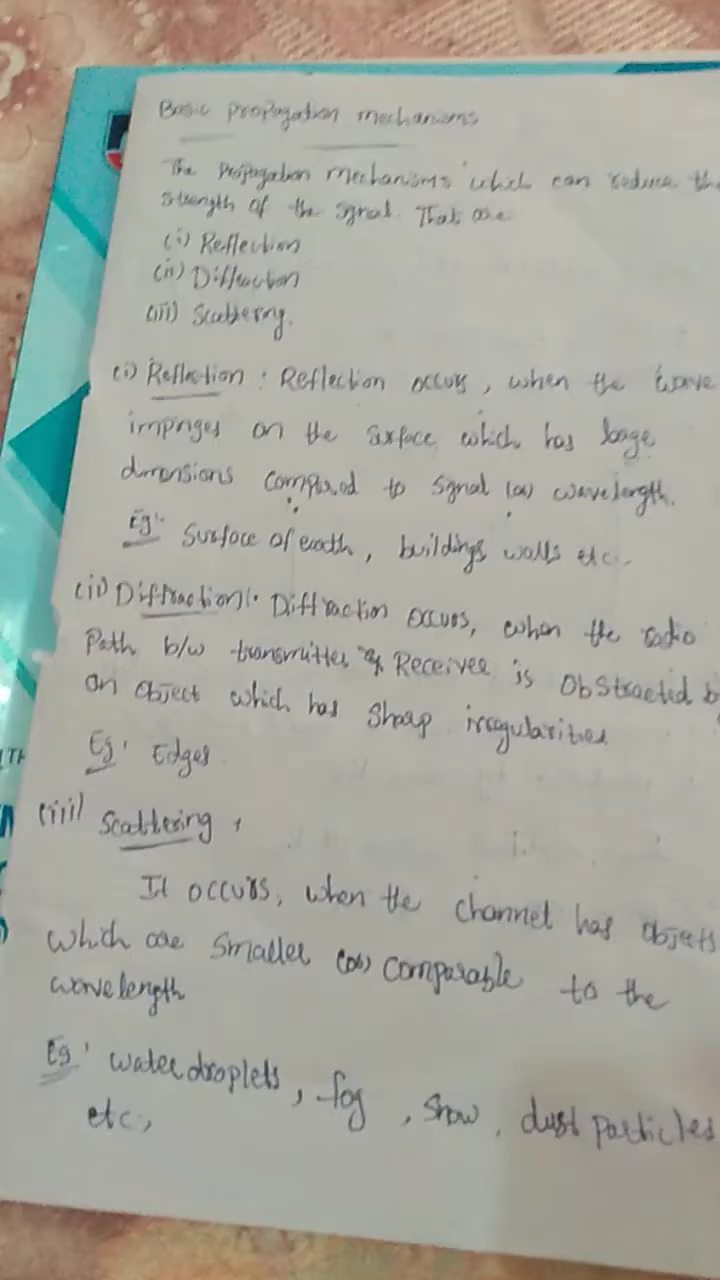 Basic propagation mechanisms
The Propagation mechanisms which can reduce the
strength of the signal. That are
(i) Reflection
(ii) Diffraction
(iii) Scattering.
(i) Reflection : Reflection occurs, when the wave
impinges on the surface which has large
dimensions compared to signal (or) wavelength.
Eg:- Surface of earth, buildings walls etc.
(ii) Diffraction:- Diffraction occurs, when the radio
Path b/w transmitter & Receiver is Obstracted b
an object which has sharp irregularities
Eg: Edges
(iii) Scattering :
It occurs, when the channel has objects
which are smaller (or) comparable to the
wavelength
Eg: water droplets, fog, snow, dust particles
etc.,